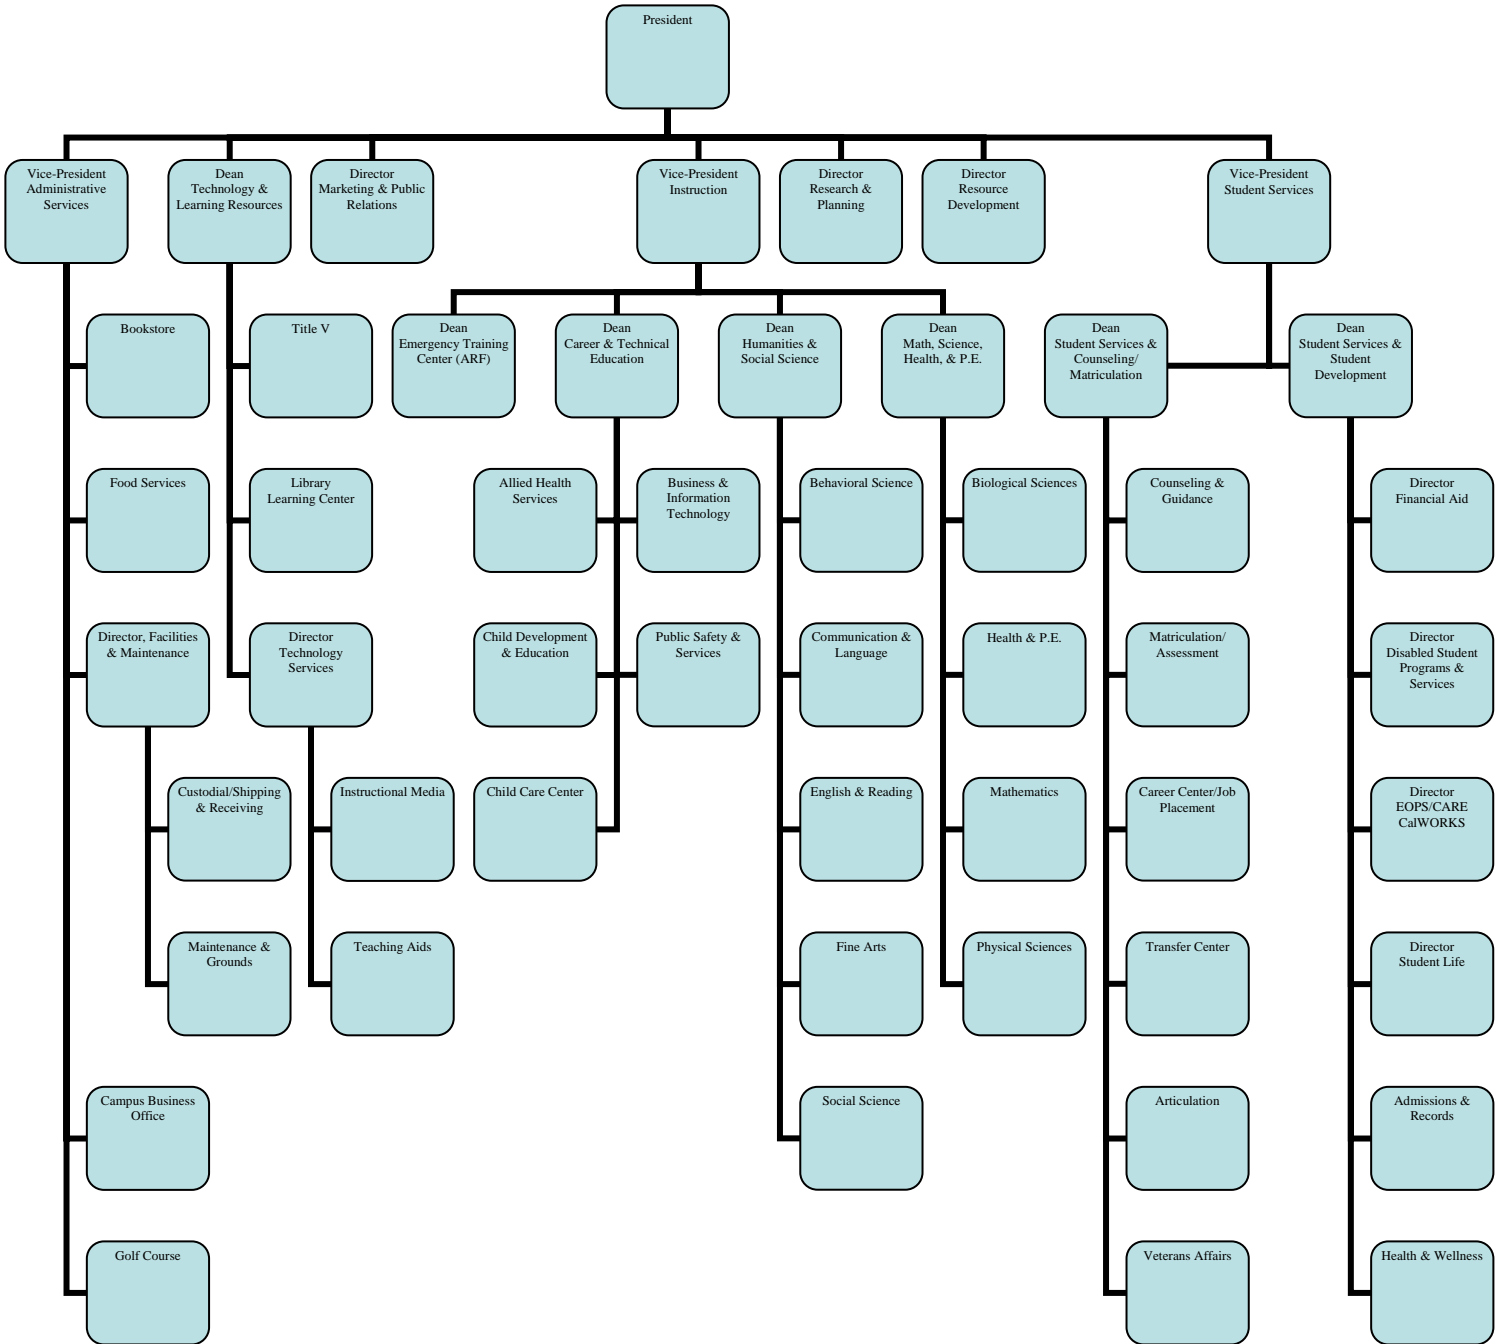 President
Vice-President
Administrative
Services
Dean
Technology &
Learning Resources
Director
Marketing & Public
Relations
Vice-President
Instruction
Director
Research &
Planning
Director
Resource
Development
Vice-President
Student Services
Bookstore
Title V
Dean
Emergency Training
Center (ARF)
Dean
Career & Technical
Education
Dean
Humanities &
Social Science
Dean
Math, Science,
Health, & P.E.
Dean
Student Services &
Counseling/
Matriculation
Dean
Student Services &
Student
Development
Food Services
Library
Learning Center
Allied Health
Services
Business &
Information
Technology
Behavioral Science
Biological Sciences
Counseling &
Guidance
Director
Financial Aid
Director, Facilities
& Maintenance
Director
Technology
Services
Child Development
& Education
Public Safety &
Services
Communication &
Language
Health & P.E.
Matriculation/
Assessment
Director
Disabled Student
Programs &
Services
Custodial/Shipping
& Receiving
Instructional Media
Child Care Center
English & Reading
Mathematics
Career Center/Job
Placement
Director
EOPS/CARE
CalWORKS
Maintenance &
Grounds
Teaching Aids
Fine Arts
Physical Sciences
Transfer Center
Director
Student Life
Campus Business
Office
Social Science
Articulation
Admissions &
Records
Golf Course
Veterans Affairs
Health & Wellness